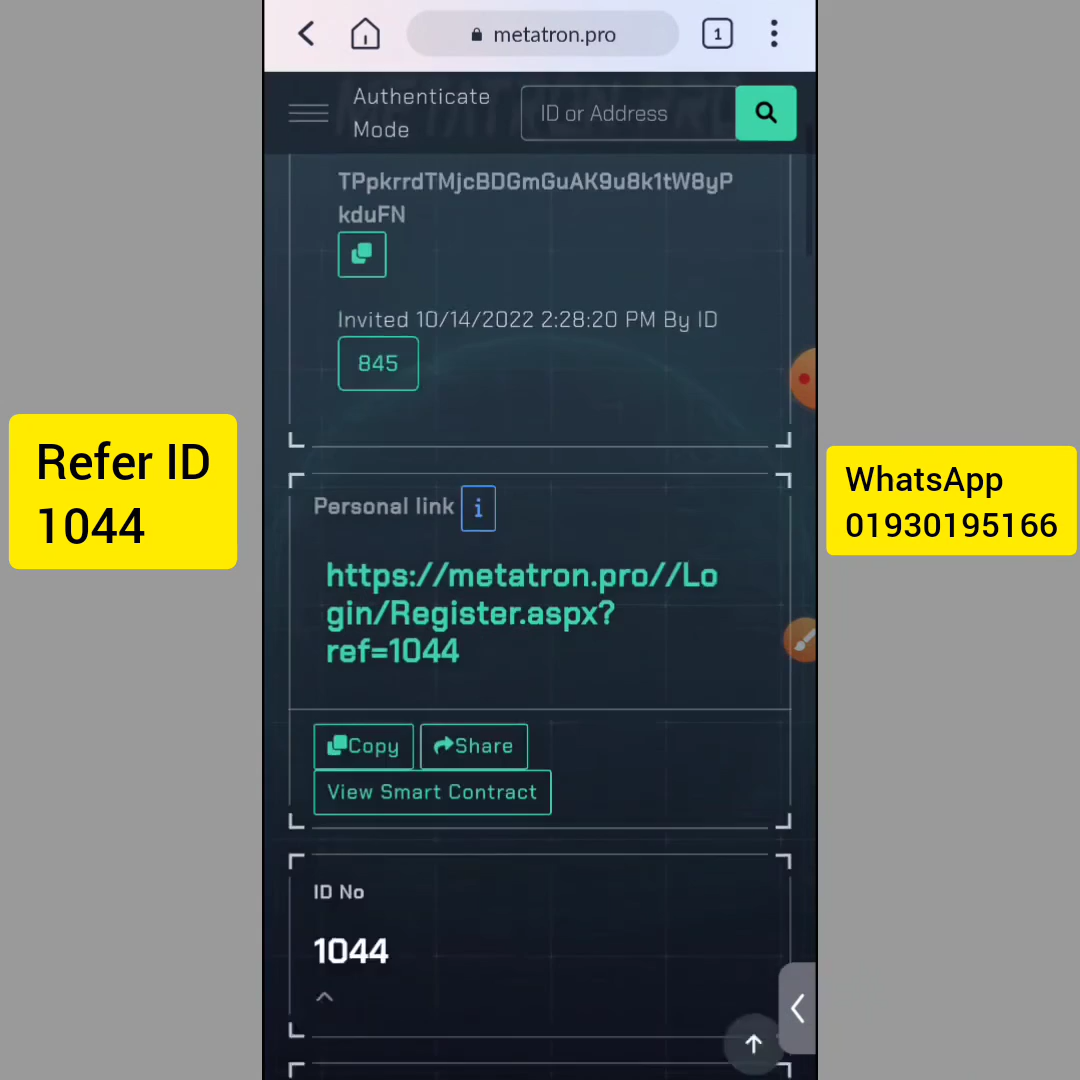 metatron.pro
1
Authenticate
Mode
ID or Address
TPpkrrdTMjcBDGmGuAK9u8k1tW8yP
kduFN
Invited 10/14/2022 2:28:20 PM By ID
845
Refer ID
1044
WhatsApp
01930195166
Personal link i
https://metatron.pro//Lo
gin/Register.aspx?
ref=1044
Copy Share
View Smart Contract
ID No
1044